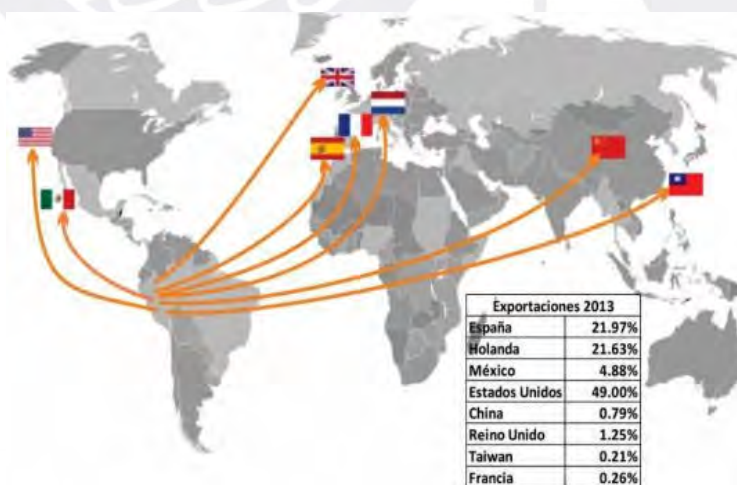 Exportaciones 2013
España 21.97%
Holanda 21.63%
México 4.88%
Estados Unidos 49.00%
China 0.79%
Reino Unido 1.25%
Taiwan 0.21%
Francia 0.26%